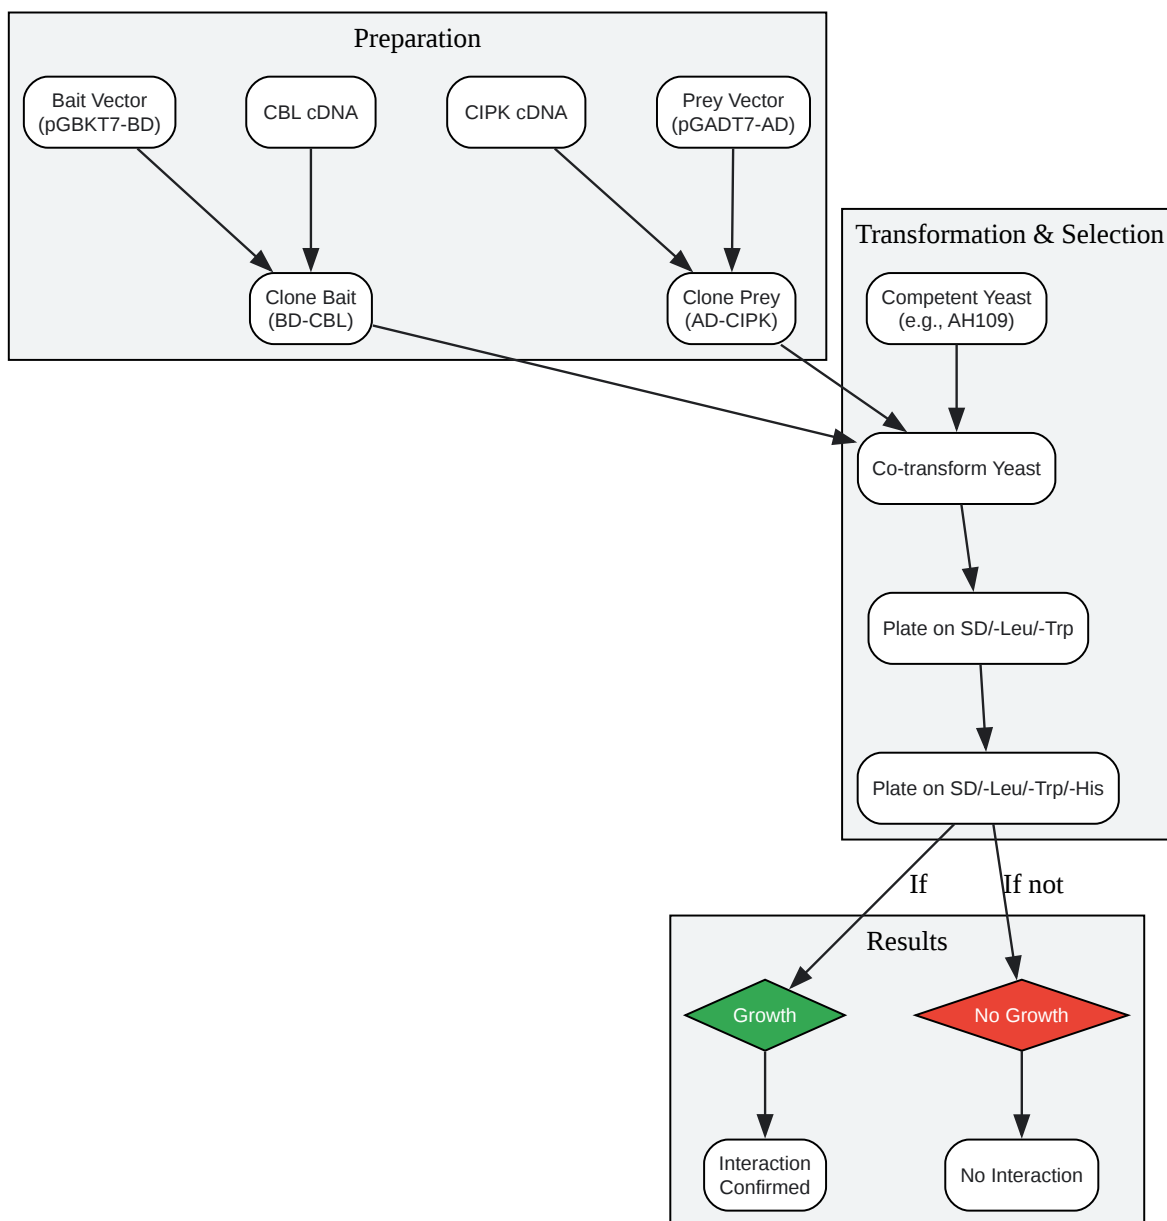 Preparation
Bait Vector
(pGBKT7-BD)
CBL cDNA
CIPK cDNA
Prey Vector
(pGADT7-AD)
Clone Bait
(BD-CBL)
Clone Prey
(AD-CIPK)
Transformation & Selection
Competent Yeast
(e.g., AH109)
Co-transform Yeast
Plate on SD/-Leu/-Trp
Plate on SD/-Leu/-Trp/-His
If
If not
Results
Growth
No Growth
Interaction
Confirmed
No Interaction